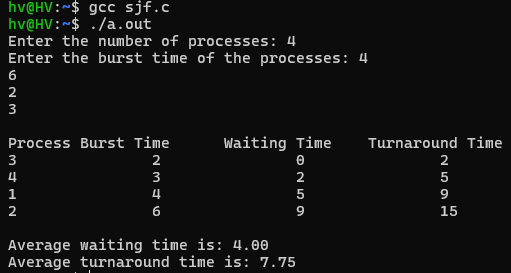 hv@HV:~$ gcc sjf.c
hv@HV:~$ ./a.out
Enter the number of processes: 4
Enter the burst time of the processes: 4
6
2
3
Process Burst Time Waiting Time Turnaround Time
3 2 0 2
4 3 2 5
1 4 5 9
2 6 9 15
Average waiting time is: 4.00
Average turnaround time is: 7.75